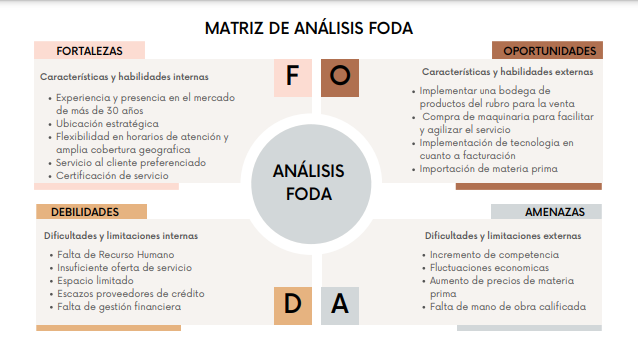 MATRIZ DE ANÁLISIS FODA
FORTALEZAS
Características y habilidades internas
• Experiencia y presencia en el mercado
de más de 30 años
• Ubicación estratégica
• Flexibilidad en horarios de atención y
amplia cobertura geografica
• Servicio al cliente preferenciado
• Certificación de servicio
F
O
OPORTUNIDADES
Características y habilidades externas
• Implementar una bodega de
productos del rubro para la venta
• Compra de maquinaria para facilitar
y agilizar el servicio
• Implementación de tecnologia en
cuanto a facturación
• Importación de materia prima
ANÁLISIS
FODA
DEBILIDADES
Dificultades y limitaciones internas
• Falta de Recurso Humano
• Insuficiente oferta de servicio
• Espacio limitado
• Escazos proveedores de crédito
• Falta de gestión financiera
D
A
AMENAZAS
Dificultades y limitaciones externas
• Incremento de competencia
• Fluctuaciones economicas
• Aumento de precios de materia
prima
• Falta de mano de obra calificada